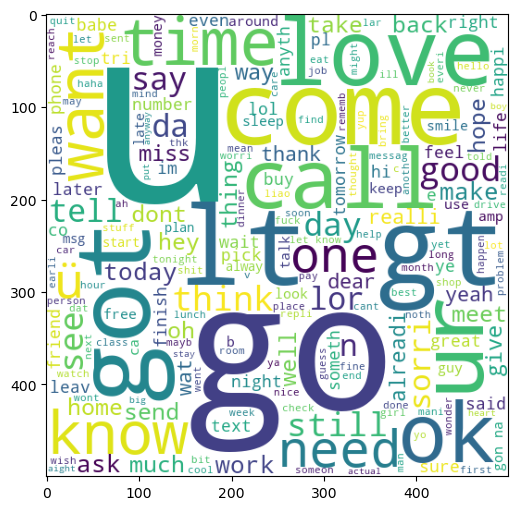 0
100
200
300
400
0
100
200
300
400
quit
babe
let
sent
stop
tri
haha
want
time
money
even
around
care
love
take
eat
job
pl
might
lar
ill
back
anyth
book
everi
right
hello
never
happi
reach
phone
may
pleas
u
say
peopl
way
number
mind
da
late
anyway
put
thk
miss
im
lol
sleep
find
come
worri
mean
thank
tomorrow
rememb
yup
bring
thought
messag
hi
keep
anoth
better
smile
hope
feel
good
told
life
boy
readi
drive
later
tell
ah
dont
co
msg
stuff
start
plan
hey
car
today
tonight
shit
thing
dinner
buy
liao
call
e
make
use
amp
wait
pick
alway
fuck
soon
talk
let know
day
help
realli
lt
gt
one
yet
ye
long
month
lot
happen
problem
earli
hour
person
friend
see
free
class
next
watch
got
ca
finish
v
think
lunch
oh
mayb
stay
wat
went
look
place
repli
pay
dear
lor
cant
best
noth
shop
yeah
meet
great
guy
ur
give
go
b
room
ya
nice
night
week
text
well
someth
guess
send
n
fine
alreadi
sorri
leav
wont
big
home
send
know
check
still
girl
done
mani
man
yo
ok
wonder
said
heart
gon na
wish
aight
ask
much
bit
cool
work
need
someon
actual
sure
first